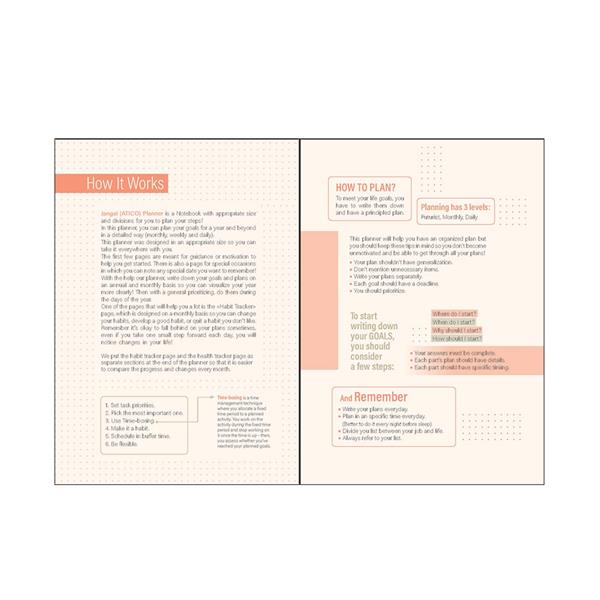 How It Works
Jangal (ATICO) Planner is a Notebook with appropriate size
and divisions for you to plan your steps!
In this planner, you can plan your goals for a year and beyond
in a detailed way (monthly, weekly and daily).
This planner was designed in an appropriate size so you can
take it everywhere with you.
The first few pages are meant for guidance or motivation to
help you get started. There is also a page for special occasions
in which you can note any special date you want to remember!
With the help our planner, write down your goals and plans on
an annual and monthly basis so you can visualize your year
more clearly! Then with a general prioritizing, do them during
the days of the year.
One of the pages that will help you a lot is the «Habit Tracker»
page, which is designed on a monthly basis so you can change
your habits, develop a good habit, or quit a habit you don't like.
Remember it's okay to fall behind on your plans sometimes,
even if you take one small step forward each day, you will
notice changes in your life!
We put the habit tracker page and the health tracker page as
separate sections at the end of the planner so that it is easier
to compare the progress and changes every month.
1. Set task priorities.
2. Pick the most important one.
3. Use Time-boxing
4. Make it a habit.
5. Schedule in buffer time.
6. Be flexible.
Time-boxing is a time
management technique
where you allocate a fixed
time period to a planned
activity. You work on the
activity during the fixed time
period and stop working on
it once the time is up - then,
you assess whether you've
reached your planned goals.
HOW TO PLAN?
To meet your life goals, you
have to write them down
and have a principled plan.
Planning has 3 levels:
Futurist, Monthly, Daily
This planner will help you have an organized plan but
you should keep these tips in mind so you don't become
unmotivated and be able to get through all your plans!
• Your plan shouldn't have generalization.
• Don't mention unnecessary items.
• Write your plans separately.
• Each goal should have a deadline.
• You should prioritize.
To start
writing down
your GOALS,
you should
consider
a few steps:
Where do I start?
When do I start?
Why should I start?
How should I start?
• Your answers must be complete.
• Each part's plan should have details.
• Each part should have specific timing.
And Remember
• Write your plans everyday.
• Plan in an specific time everyday.
(Better to do it every night before sleep)
• Divide you list between your job and life.
• Always refer to your list.